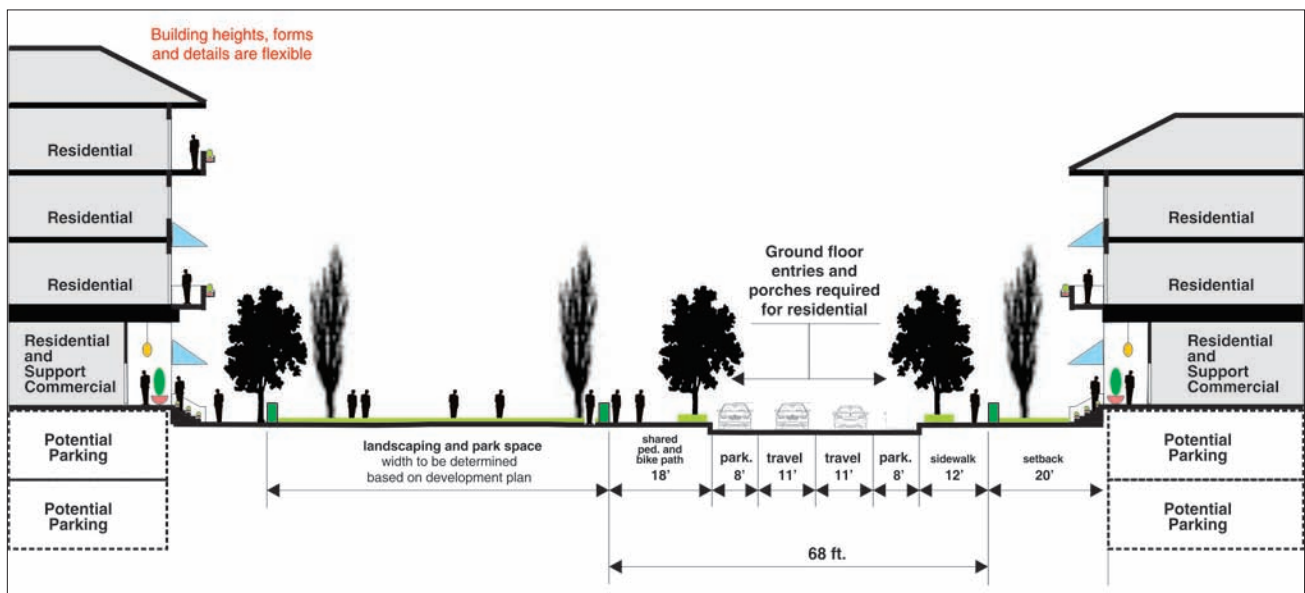 Building heights, forms
and details are flexible
Residential
Residential
Residential
Residential
and
Support
Commercial
Potential
Parking
Potential
Parking
Ground floor
entries and
porches required
for residential
Residential
Residential
Residential
and
Support
Commercial
Potential
Parking
Potential
Parking
landscaping and park space
width to be determined
based on development plan
shared
ped. and
bike path
18'
park.
8'
travel
11'
travel
11'
park.
8'
sidewalk
12'
setback
20'
68 ft.